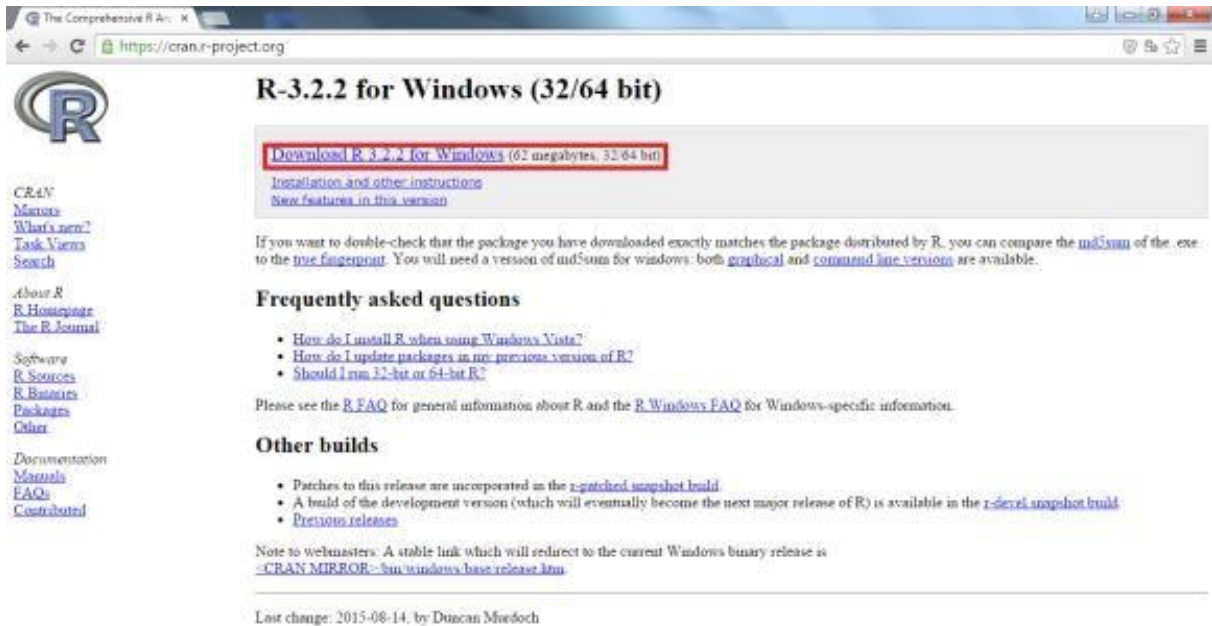 The Comprehensive R Arc
https://cran.r-project.org
R
R-3.2.2 for Windows (32/64 bit)
Download R 3.2.2 for Windows (62 megabytes, 32/64 bit)
Installation and other instructions
New features in this version
CRAN
Mirrors
What's new?
Task Views
Search
About R
R Homepage
The R Journal
Software
R Sources
R Binaries
Packages
Other
Documentation
Manuals
FAQs
Contributed
If you want to double-check that the package you have downloaded exactly matches the package distributed by R, you can compare the md5sum of the .exe
to the true fingerprint. You will need a version of md5sum for windows: both graphical and command line versions are available.
Frequently asked questions
• How do I install R when using Windows Vista?
• How do I update packages in my previous version of R?
• Should I run 32-bit or 64-bit R?
Please see the R FAQ for general information about R and the R Windows FAQ for Windows-specific information.
Other builds
• Patches to this release are incorporated in the r-patched snapshot build.
• A build of the development version (which will eventually become the next major release of R) is available in the r-devel snapshot build.
• Previous releases
Note to webmasters: A stable link which will redirect to the current Windows binary release is
<CRAN MIRROR>/bin/windows/base/release.htm.
Last change: 2015-08-14, by Duncan Murdoch